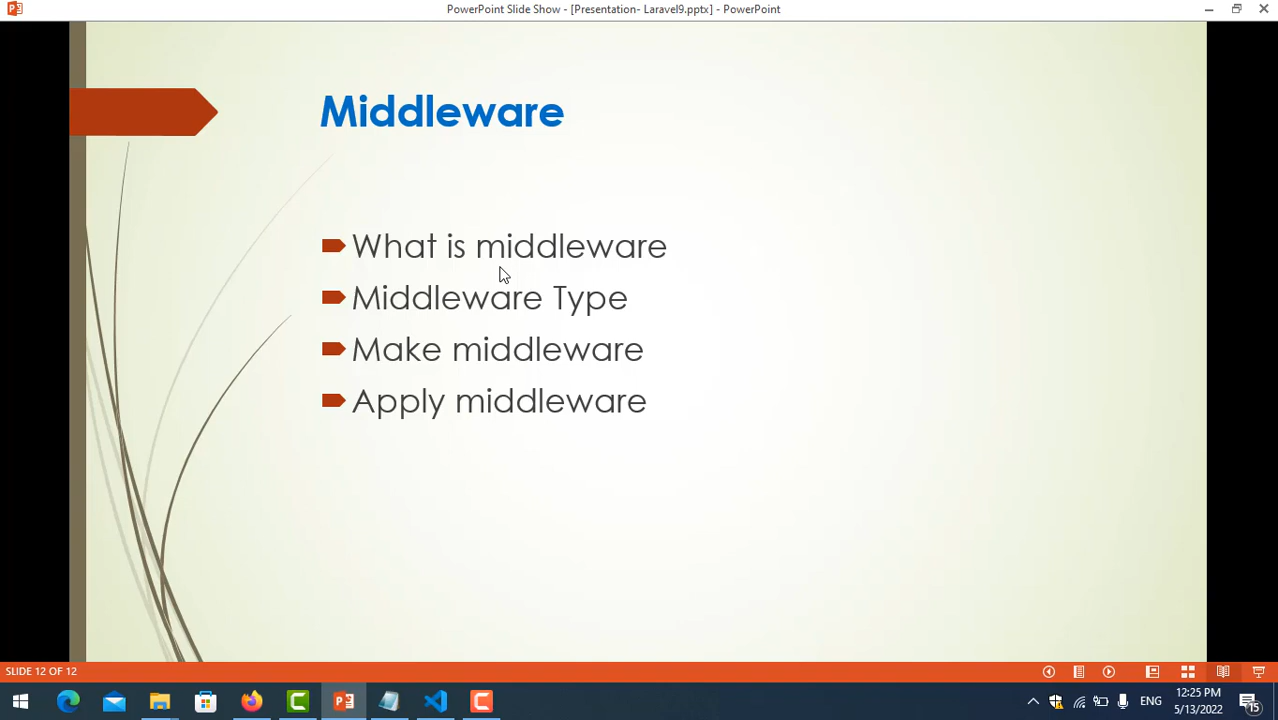 PowerPoint Slide Show - [Presentation- Laravel9.pptx] - PowerPoint
Middleware
What is middleware
Middleware Type
Make middleware
Apply middleware
SLIDE 12 OF 12
ENG
12:25 PM
5/13/2022
15